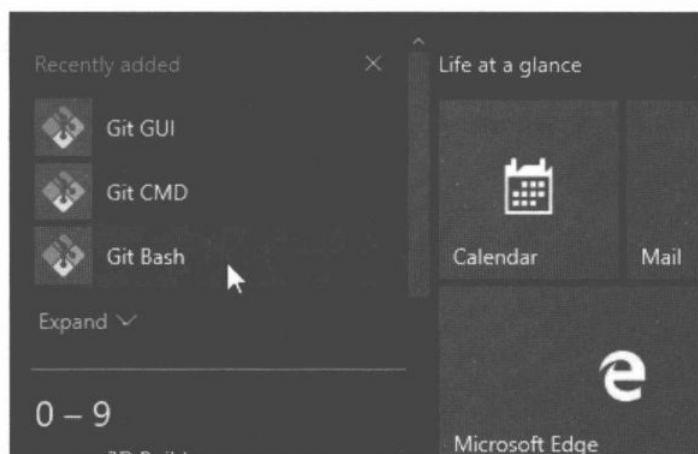 Recently added
Git GUI
Git CMD
Git Bash
Expand
0 – 9
Life at a glance
Calendar
Mail
Microsoft Edge